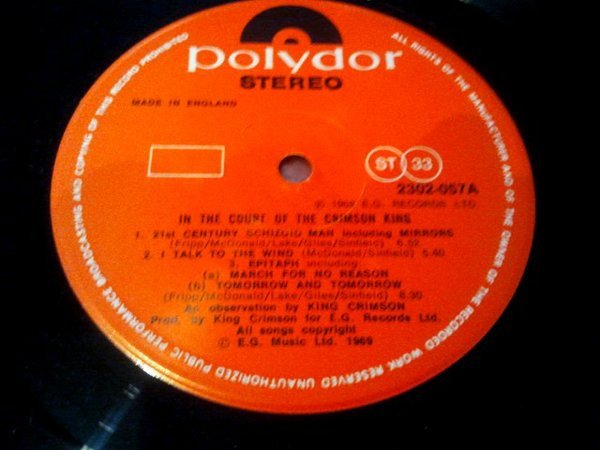 polydor
STEREO
MADE IN ENGLAND
ST 33
2302-057A
℗ 1969 E.G. RECORDS LTD
IN THE COURT OF THE CRIMSON KING
1. 21st CENTURY SCHIZOID MAN including MIRRORS
(Fripp/McDonald/Lake/Giles/Sinfield) 6.52
2. I TALK TO THE WIND (McDonald/Sinfield) 5.40
3. EPITAPH including:
(a) MARCH FOR NO REASON
(b) TOMORROW AND TOMORROW
(Fripp/McDonald/Lake/Giles/Sinfield) 8.30
An observation by KING CRIMSON
Prod. by King Crimson for E.G. Records Ltd.
All songs copyright
© E.G. Music Ltd. 1969
ALL RIGHTS OF THE MANUFACTURER AND OF THE OWNER OF THE RECORDED WORK RESERVED UNAUTHORIZED PUBLIC PERFORMANCE BROADCASTING AND COPYING OF THIS RECORD PROHIBITED